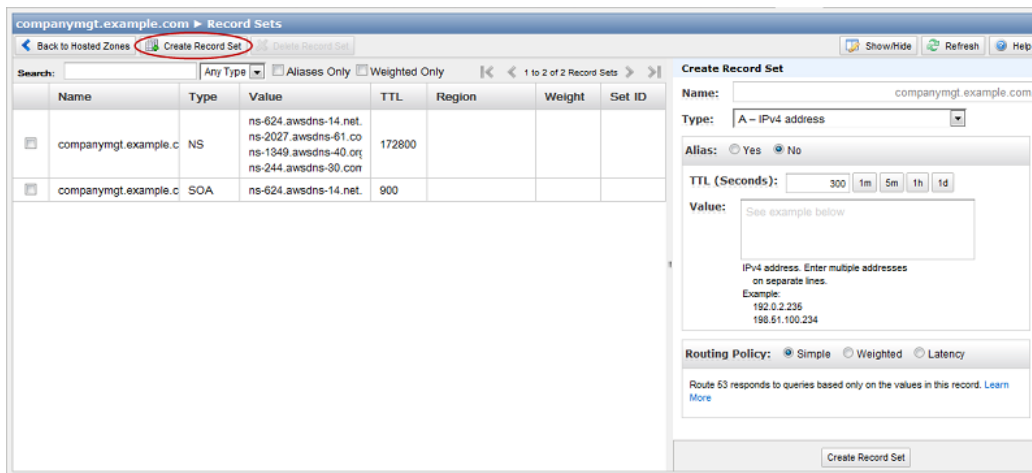 companymgt.example.com ▶ Record Sets
Back to Hosted Zones Create Record Set Delete Record Set Show/Hide Refresh Help
Search: Any Type Aliases Only Weighted Only 1 to 2 of 2 Record Sets
Name Type Value TTL Region Weight Set ID
companymgt.example.c NS
ns-624.awsdns-14.net.
ns-2027.awsdns-61.co
ns-1349.awsdns-40.org
ns-244.awsdns-30.com
172800
companymgt.example.c SOA ns-624.awsdns-14.net. 900
Create Record Set
Name: companymgt.example.com
Type: A – IPv4 address
Alias: Yes No
TTL (Seconds): 300 1m 5m 1h 1d
Value: See example below
IPv4 address. Enter multiple addresses
on separate lines.
Example:
192.0.2.235
198.51.100.234
Routing Policy: Simple Weighted Latency
Route 53 responds to queries based only on the values in this record. Learn
More
Create Record Set